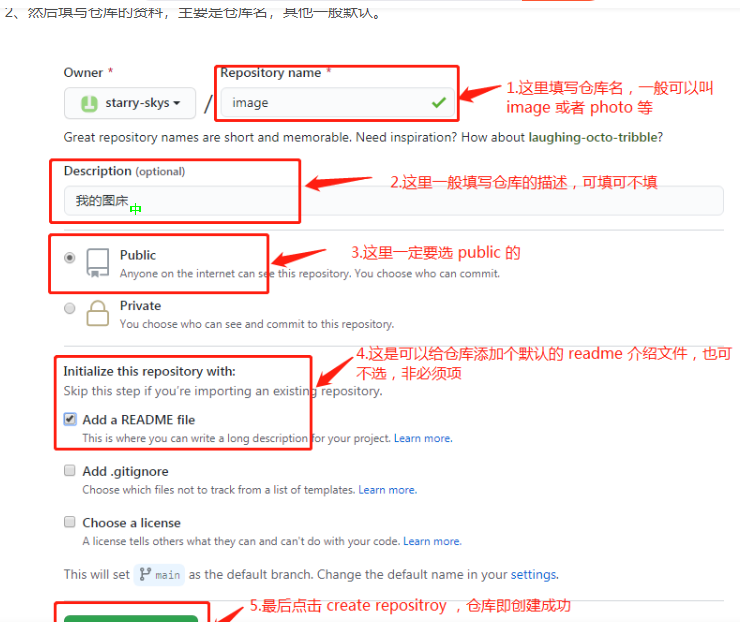 2、然后填写仓库的资料，主要是仓库名，其他一般默认。
Owner *
Repository name *
starry-skys
/
image
1.这里填写仓库名，一般可以叫
image 或者 photo 等
Great repository names are short and memorable. Need inspiration? How about laughing-octo-tribble?
Description (optional)
2.这里一般填写仓库的描述，可填可不填
我的图床
中
3.这里一定要选 public 的
Public
Anyone on the internet can see this repository. You choose who can commit.
Private
You choose who can see and commit to this repository.
4.这是可以给仓库添加个默认的 readme 介绍文件，也可
不选，非必须项
Initialize this repository with:
Skip this step if you're importing an existing repository.
Add a README file
This is where you can write a long description for your project. Learn more.
Add .gitignore
Choose which files not to track from a list of templates. Learn more.
Choose a license
A license tells others what they can and can't do with your code. Learn more.
This will set main as the default branch. Change the default name in your settings.
5.最后点击 create repositroy ，仓库即创建成功